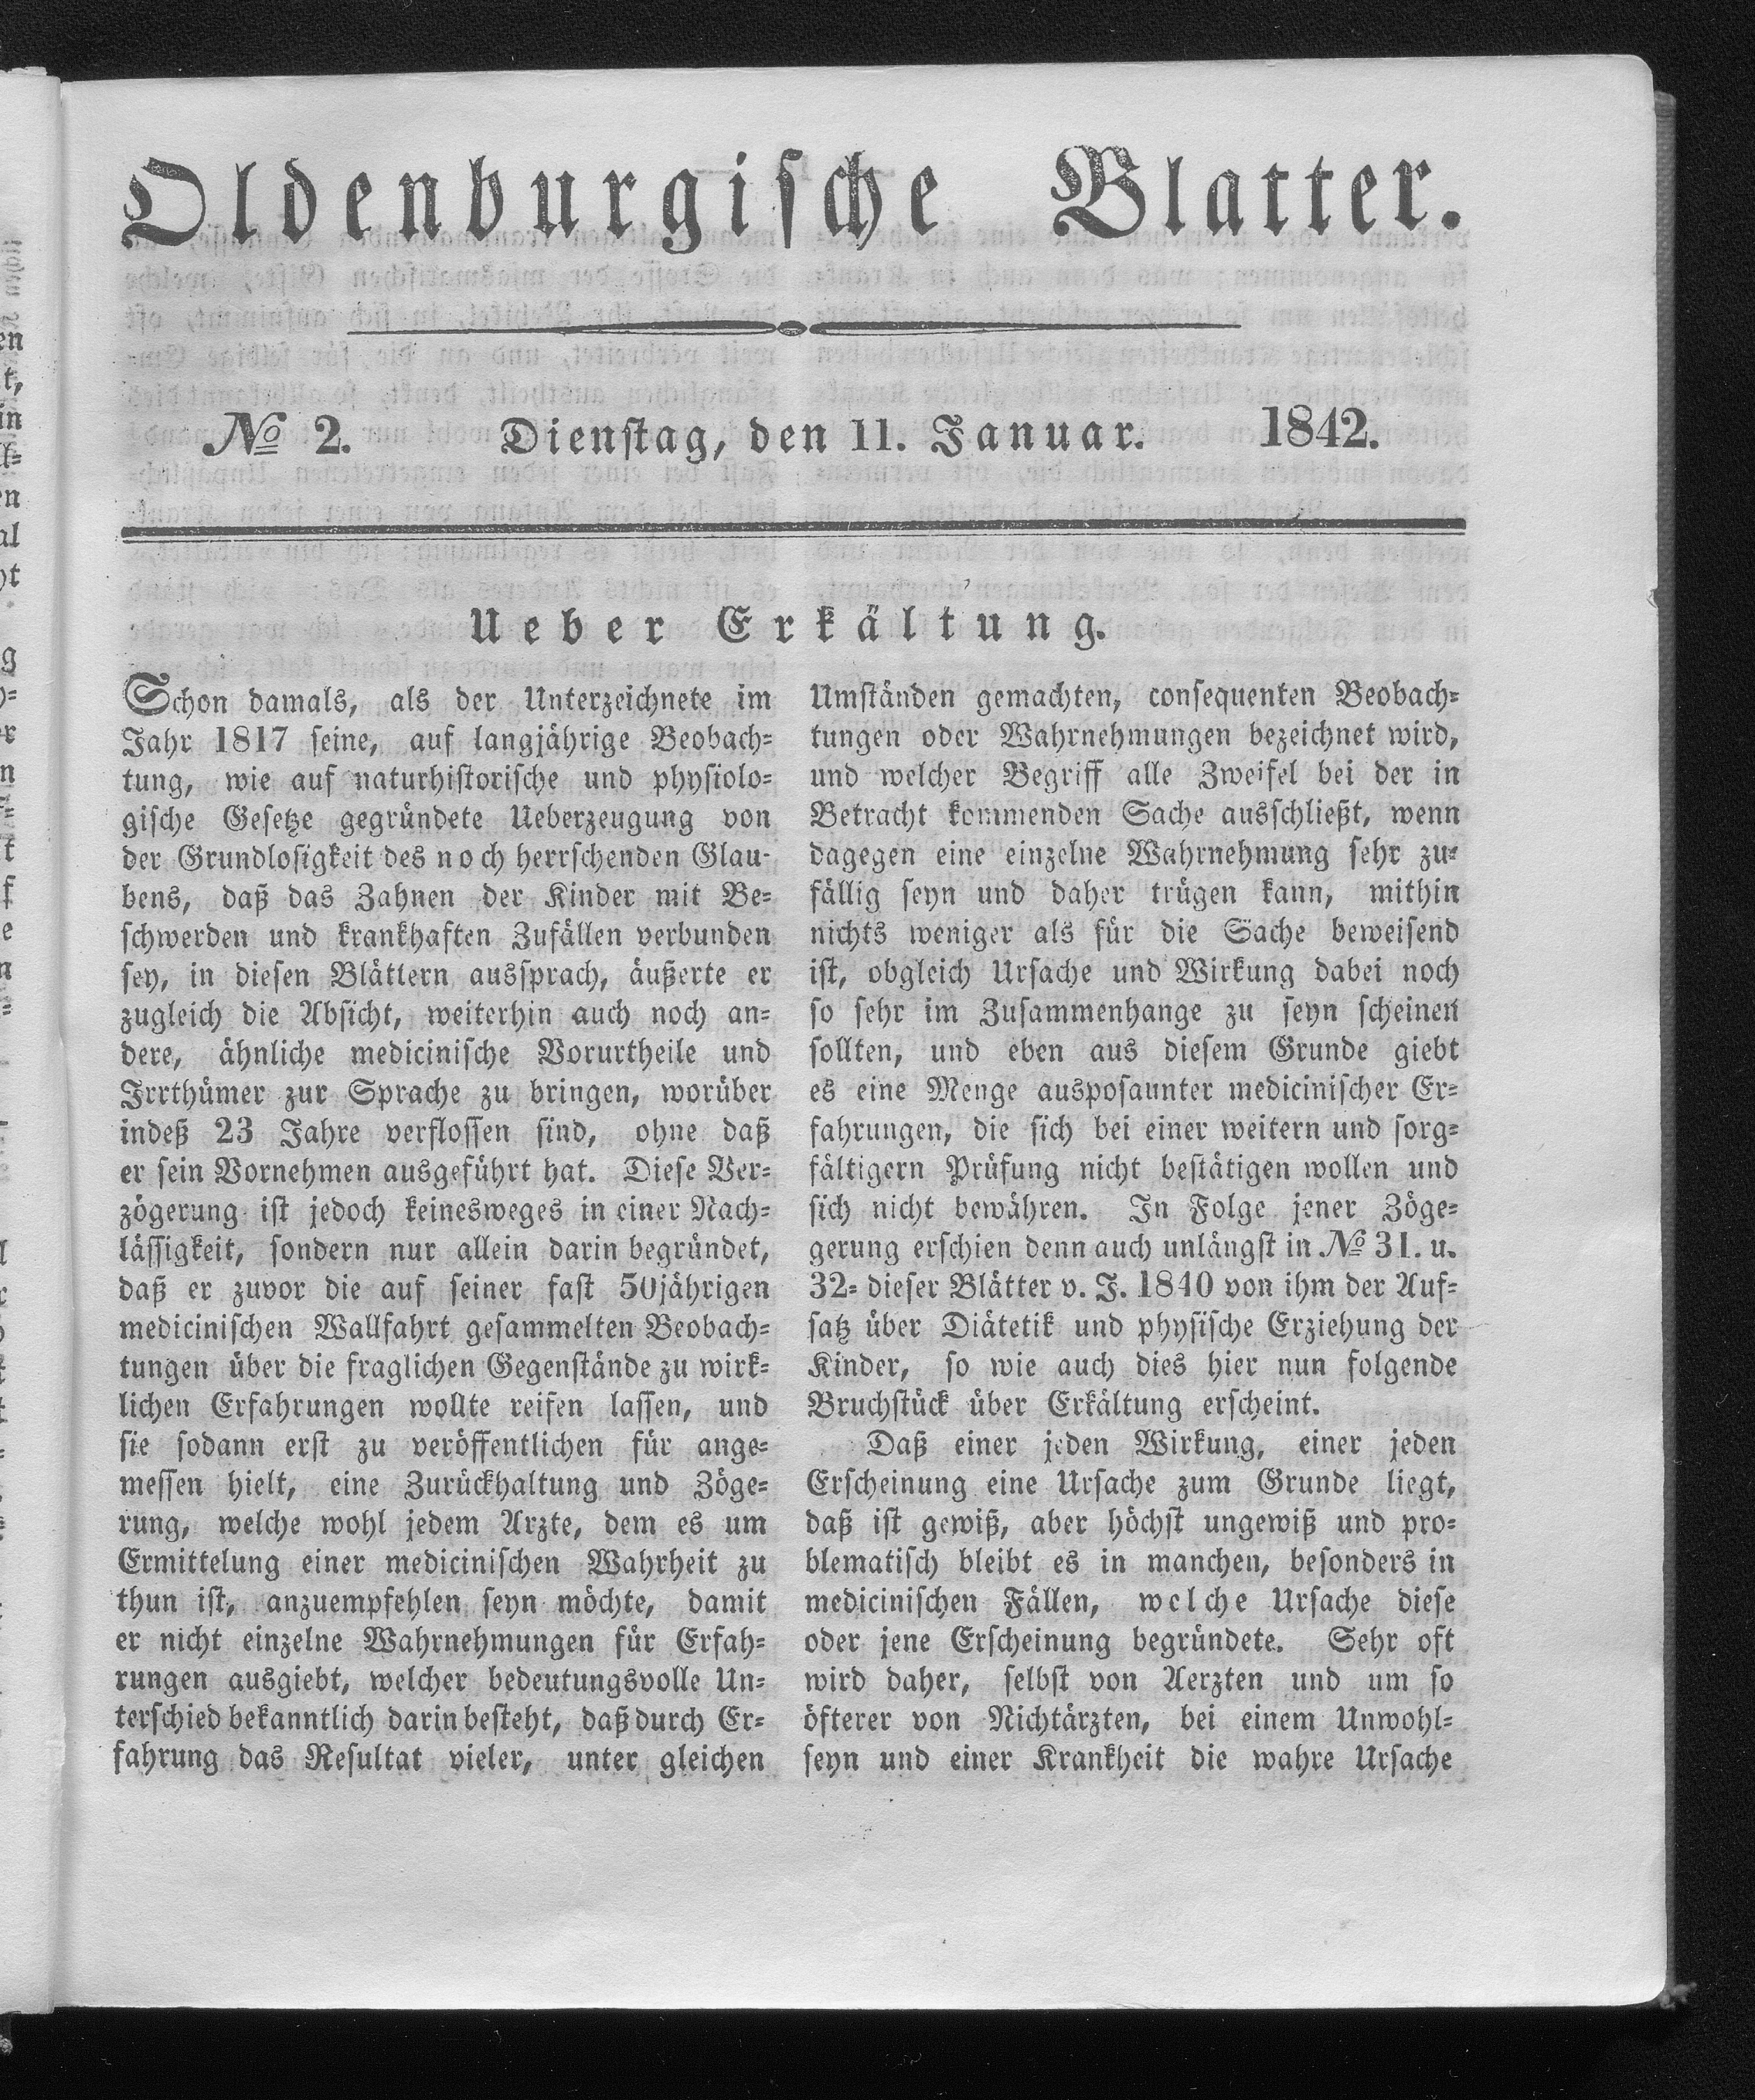 Oldenburgische Blatter.
No 2. Dienstag, den 11. Januar. 1842.
Ueber Erkältung.
Schon damals, als der Unterzeichnete im
Jahr 1817 seine, auf langjährige Beobach-
tung, wie auf naturhistorische und physiolo-
gische Gesetze gegründete Ueberzeugung von
der Grundlosigkeit des noch herrschenden Glau-
bens, daß das Zahnen der Kinder mit Be-
schwerden und krankhaften Zufällen verbunden
sey, in diesen Blättern aussprach, äußerte er
zugleich die Absicht, weiterhin auch noch an-
dere, ähnliche medicinische Vorurtheile und
Irrthümer zur Sprache zu bringen, worüber
indeß 23 Jahre verflossen sind, ohne daß
er sein Vornehmen ausgeführt hat. Diese Ver-
zögerung ist jedoch keinesweges in einer Nach-
lässigkeit, sondern nur allein darin begründet,
daß er zuvor die auf seiner fast 50jährigen
medicinischen Wallfahrt gesammelten Beobach-
tungen über die fraglichen Gegenstände zu wirk-
lichen Erfahrungen wollte reifen lassen, und
sie sodann erst zu veröffentlichen für ange-
messen hielt, eine Zurückhaltung und Zöge-
rung, welche wohl jedem Arzte, dem es um
Ermittelung einer medicinischen Wahrheit zu
thun ist, anzuempfehlen seyn möchte, damit
er nicht einzelne Wahrnehmungen für Erfah-
rungen ausgiebt, welcher bedeutungsvolle Un-
terschied bekanntlich darin besteht, daß durch Er-
fahrung das Resultat vieler, unter gleichen
Umständen gemachten, consequenten Beobach-
tungen oder Wahrnehmungen bezeichnet wird,
und welcher Begriff alle Zweifel bei der in
Betracht kommenden Sache ausschließt, wenn
dagegen eine einzelne Wahrnehmung sehr zu-
fällig seyn und daher trügen kann, mithin
nichts weniger als für die Sache beweisend
ist, obgleich Ursache und Wirkung dabei noch
so sehr im Zusammenhange zu seyn scheinen
sollten, und eben aus diesem Grunde giebt
es eine Menge ausposaunter medicinischer Er-
fahrungen, die sich bei einer weitern und sorg-
fältigern Prüfung nicht bestätigen wollen und
sich nicht bewähren. In Folge jener Zöge-
gerung erschien denn auch unlängst in No 31. u.
32- dieser Blätter v. J. 1840 von ihm der Auf-
satz über Diätetik und physische Erziehung der
Kinder, so wie auch dies hier nun folgende
Bruchstück über Erkältung erscheint.
Daß einer jeden Wirkung, einer jeden
Erscheinung eine Ursache zum Grunde liegt,
daß ist gewiß, aber höchst ungewiß und pro-
blematisch bleibt es in manchen, besonders in
medicinischen Fällen, welche Ursache diese
oder jene Erscheinung begründete. Sehr oft
wird daher, selbst von Aerzten und um so
öfterer von Nichtärzten, bei einem Unwohl-
seyn und einer Krankheit die wahre Ursache